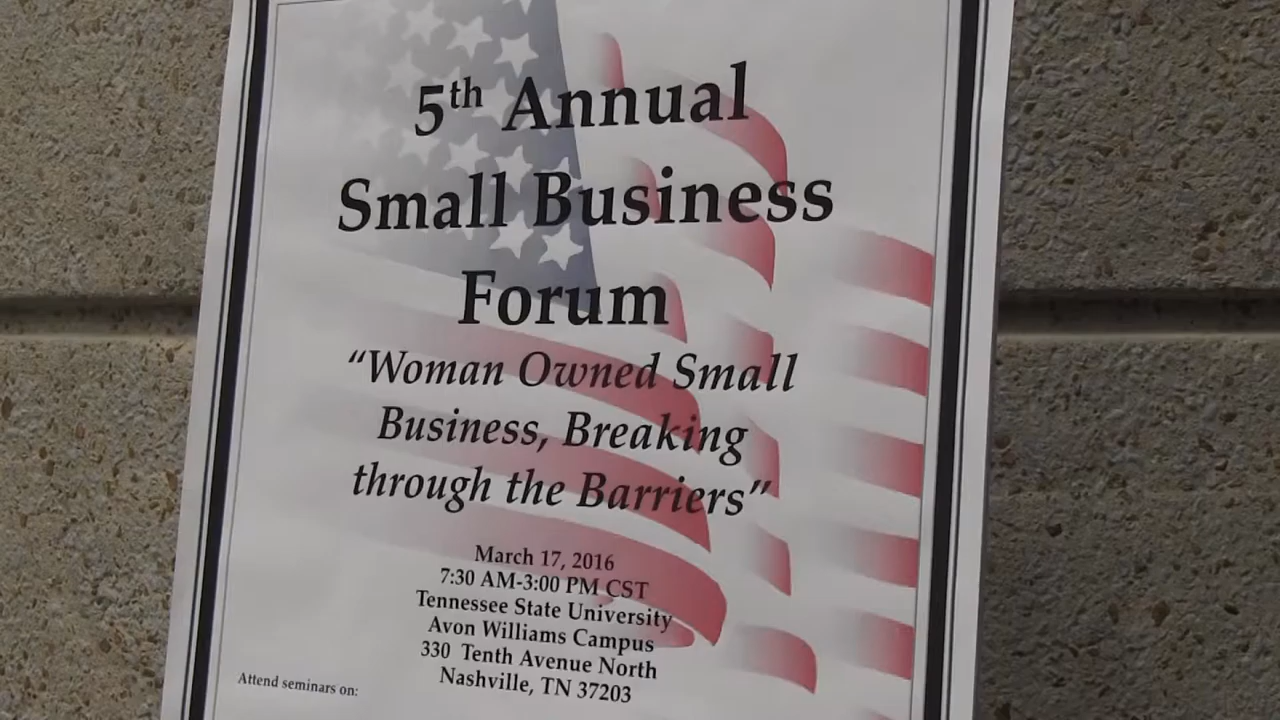 5th Annual
Small Business
Forum
“Woman Owned Small
Business, Breaking
through the Barriers”
March 17, 2016
7:30 AM-3:00 PM CST
Tennessee State University
Avon Williams Campus
330 Tenth Avenue North
Nashville, TN 37203
Attend seminars on: